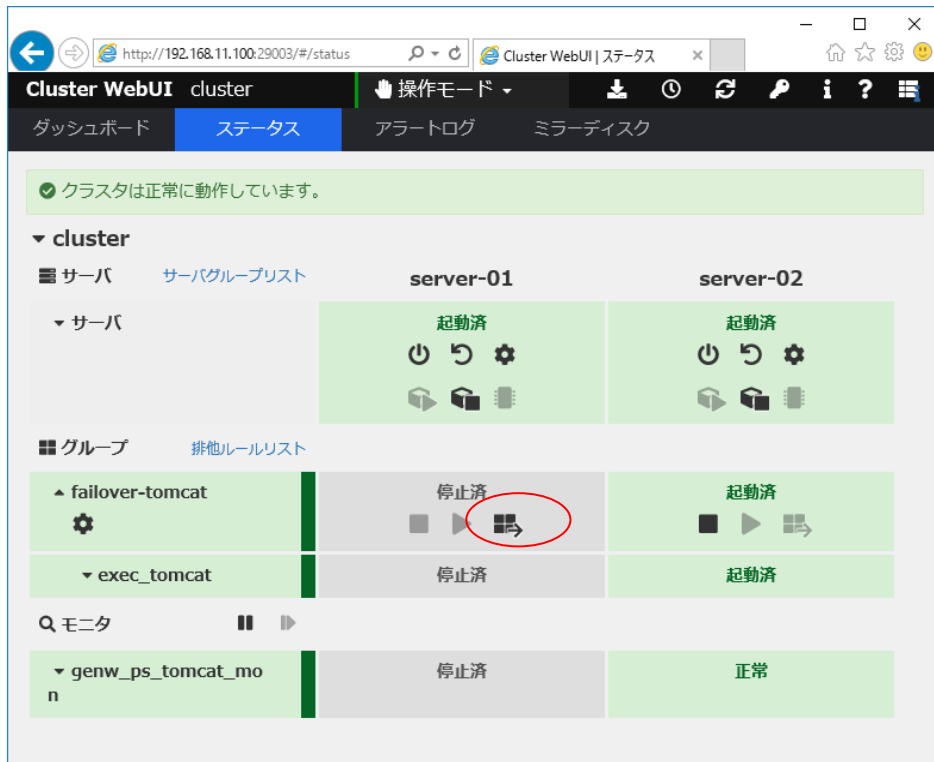 http://192.168.11.100:29003/#/status
Cluster WebUI | ステータス
Cluster WebUI cluster 操作モード
ダッシュボード ステータス アラートログ ミラーディスク
クラスタは正常に動作しています。
cluster
サーバ サーバグループリスト server-01 server-02
サーバ 起動済 起動済
グループ 排他ルールリスト
failover-tomcat 停止済 起動済
exec_tomcat 停止済 起動済
モニタ
genw_ps_tomcat_mo 停止済 正常
n